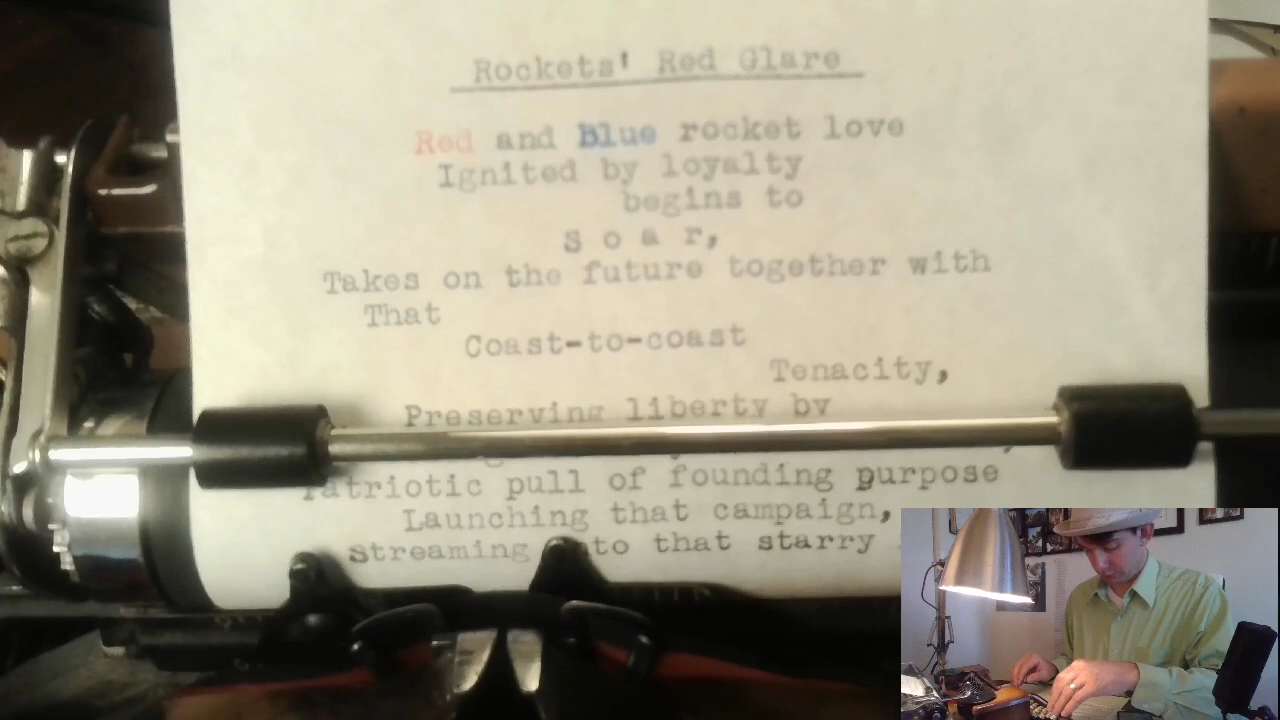 Rockets' Red Glare
Red and Blue rocket love
Ignited by loyalty
begins to
s o a r,
Takes on the future together with
That
Coast-to-coast
Tenacity,
Preserving liberty by
Patriotic pull of founding purpose
Launching that campaign,
Streaming to that starry